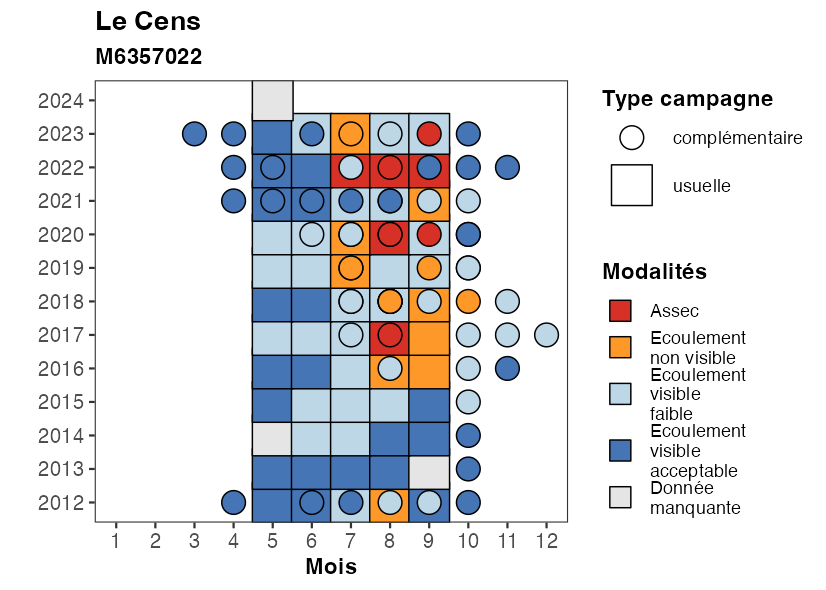 Le Cens
M6357022
2024
2023
2022
2021
2020
2019
2018
2017
2016
2015
2014
2013
2012
1 2 3 4 5 6 7 8 9 10 11 12
Mois
Type campagne
complémentaire
usuelle
Modalités
Assec
Ecoulement
non visible
Ecoulement
visible
faible
Ecoulement
visible
acceptable
Donnée
manquante